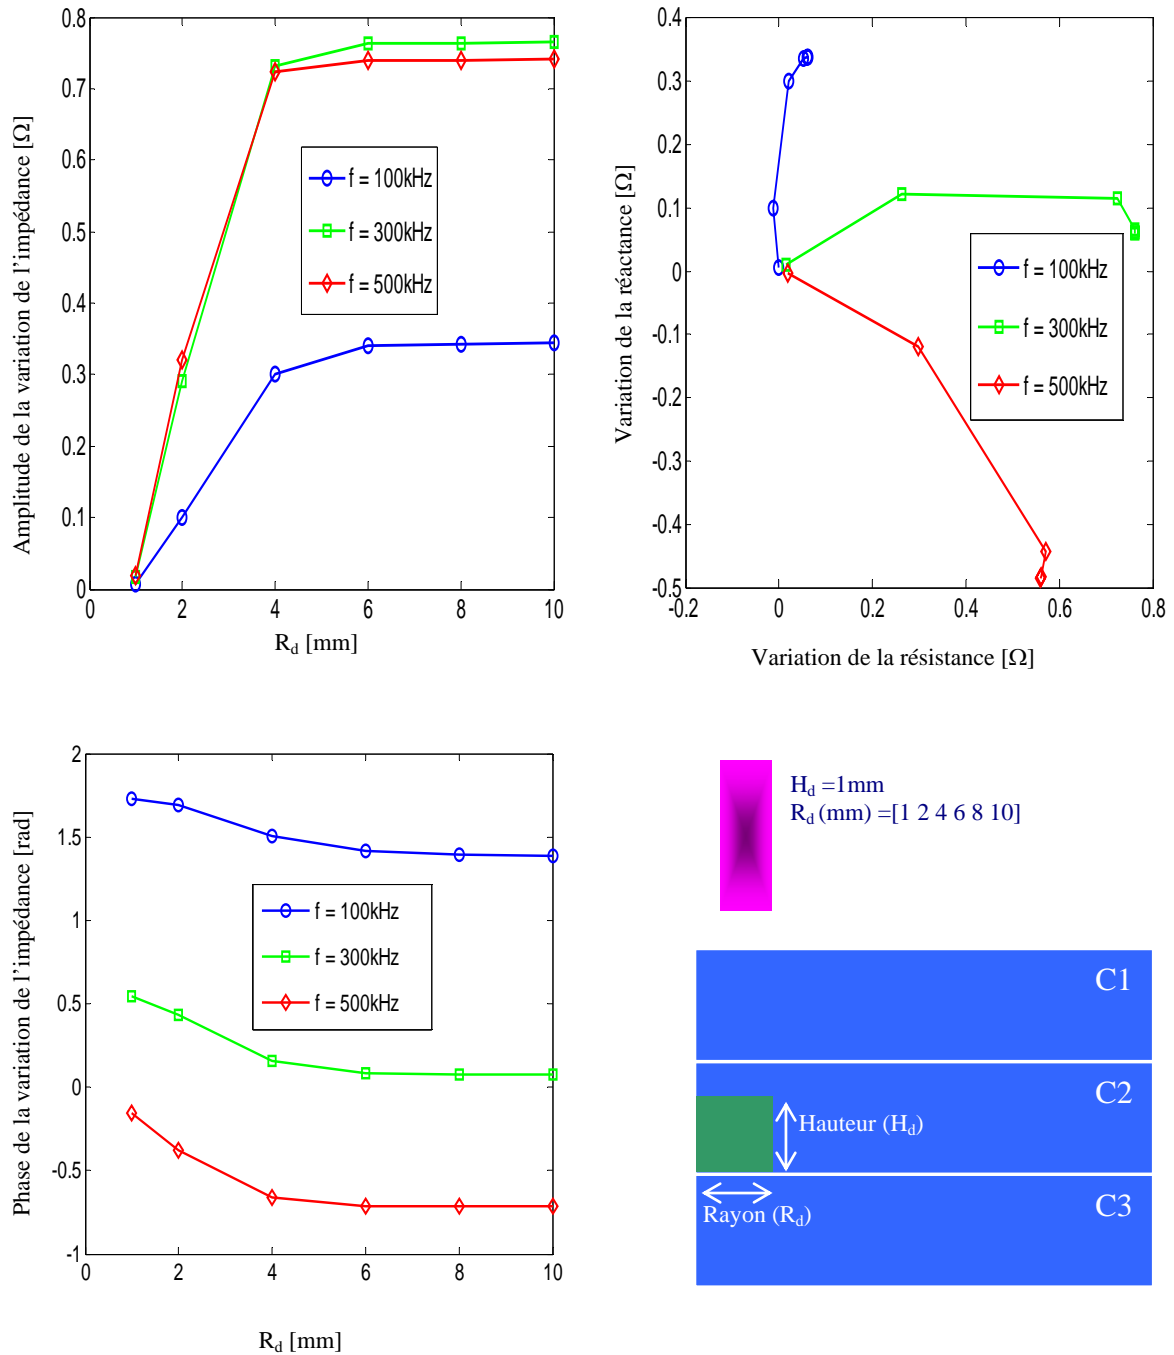 0.8
0.7
0.6
0.5
0.4
0.3
0.2
0.1
0
0 2 4 6 8 10
Amplitude de la variation de l’impédance [Ω]
R_d [mm]
f = 100kHz
f = 300kHz
f = 500kHz
0.4
0.3
0.2
0.1
0
-0.1
-0.2
-0.3
-0.4
-0.5
-0.2 0 0.2 0.4 0.6 0.8
Variation de la réactance [Ω]
Variation de la résistance [Ω]
f = 100kHz
f = 300kHz
f = 500kHz
2
1.5
1
0.5
0
-0.5
-1
0 2 4 6 8 10
Phase de la variation de l’impédance [rad]
R_d [mm]
f = 100kHz
f = 300kHz
f = 500kHz
H_d =1mm
R_d (mm) =[1 2 4 6 8 10]
C1
C2
Hauteur (H_d)
Rayon (R_d)
C3